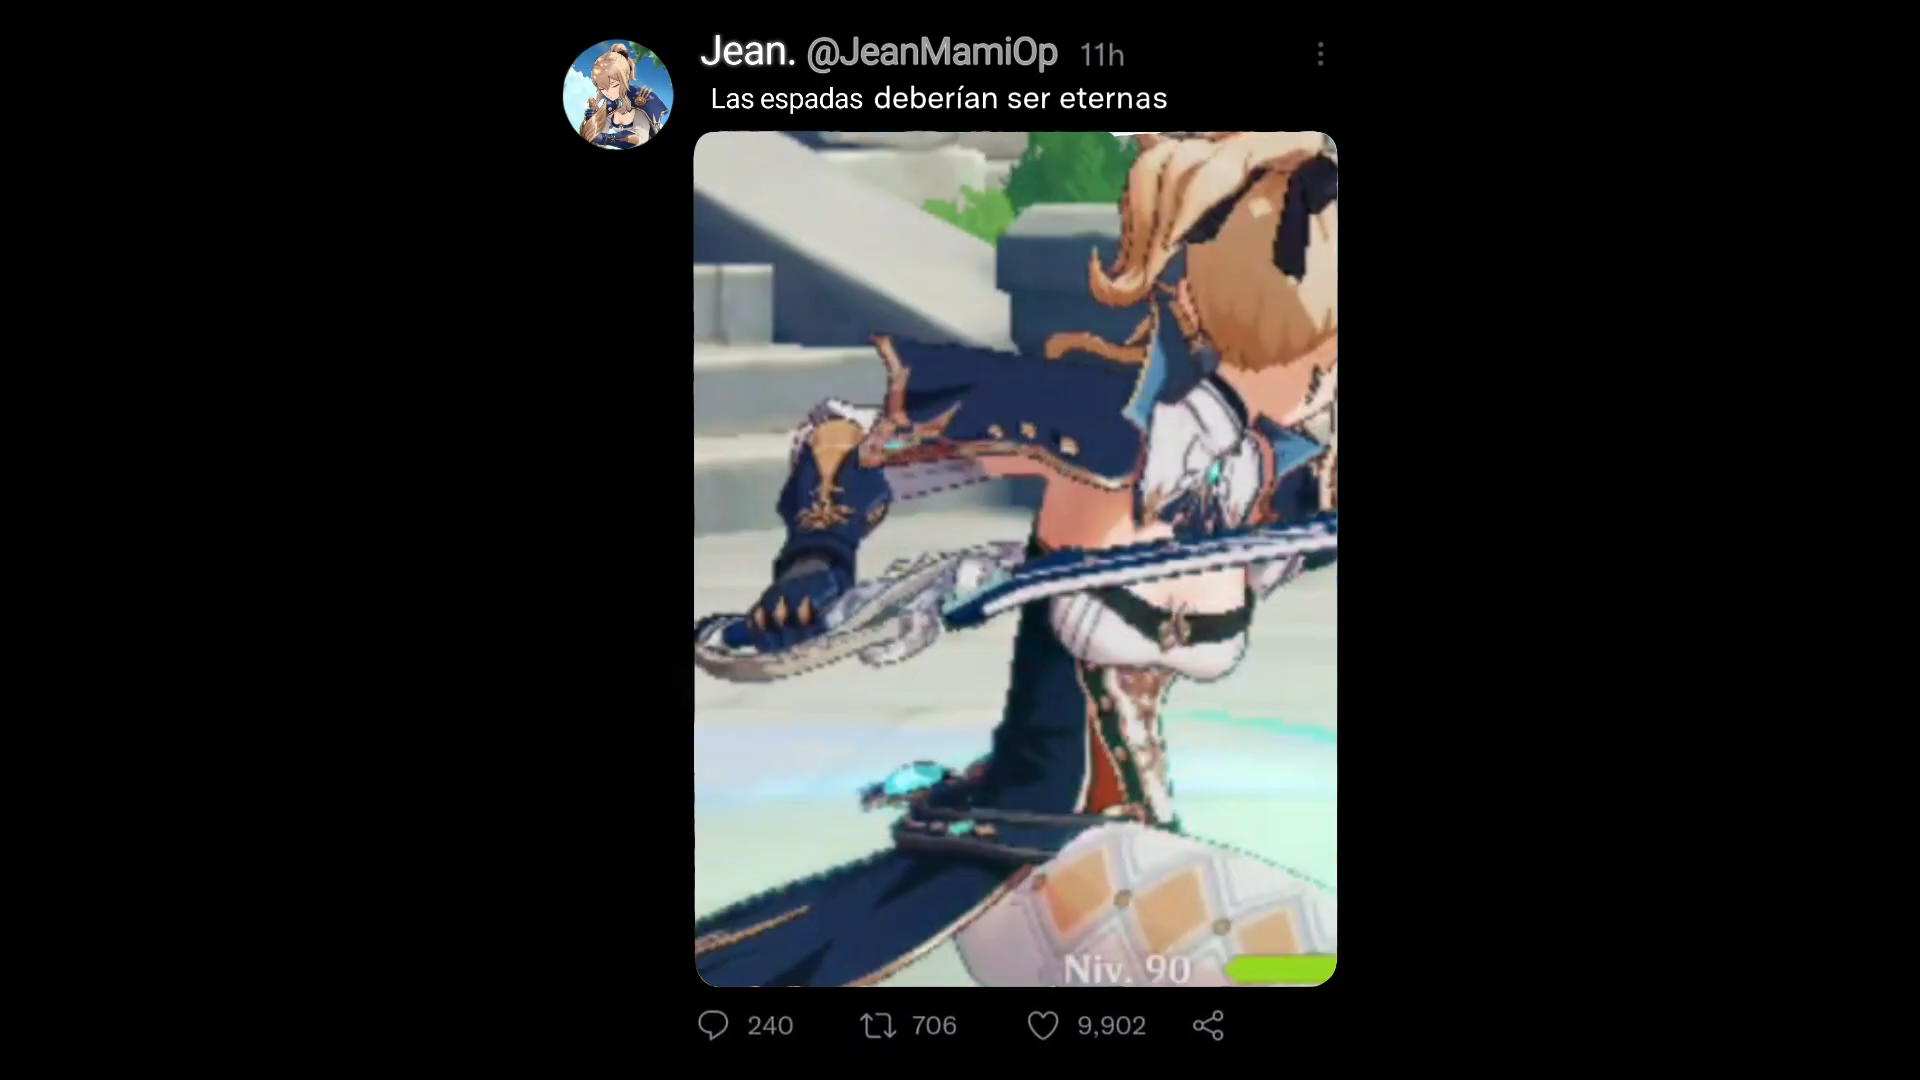 Jean. @JeanMamiOp 11h
Las espadas deberían ser eternas
Niv. 90
240 706 9,902